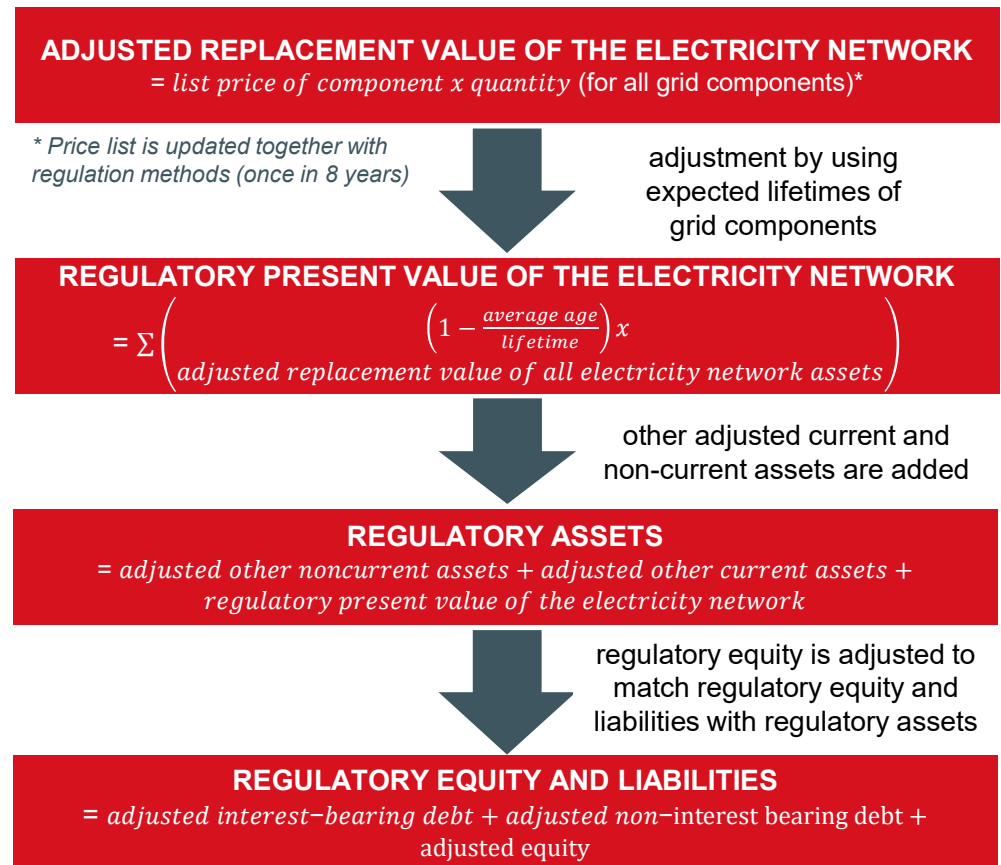 ADJUSTED REPLACEMENT VALUE OF THE ELECTRICITY NETWORK
= list price of component x quantity (for all grid components)*
* Price list is updated together with
regulation methods (once in 8 years)
adjustment by using
expected lifetimes of
grid components
REGULATORY PRESENT VALUE OF THE ELECTRICITY NETWORK
= ∑ ( (1 − average age / lifetime) x
adjusted replacement value of all electricity network assets )
other adjusted current and
non-current assets are added
REGULATORY ASSETS
= adjusted other noncurrent assets + adjusted other current assets +
regulatory present value of the electricity network
regulatory equity is adjusted to
match regulatory equity and
liabilities with regulatory assets
REGULATORY EQUITY AND LIABILITIES
= adjusted interest−bearing debt + adjusted non−interest bearing debt +
adjusted equity